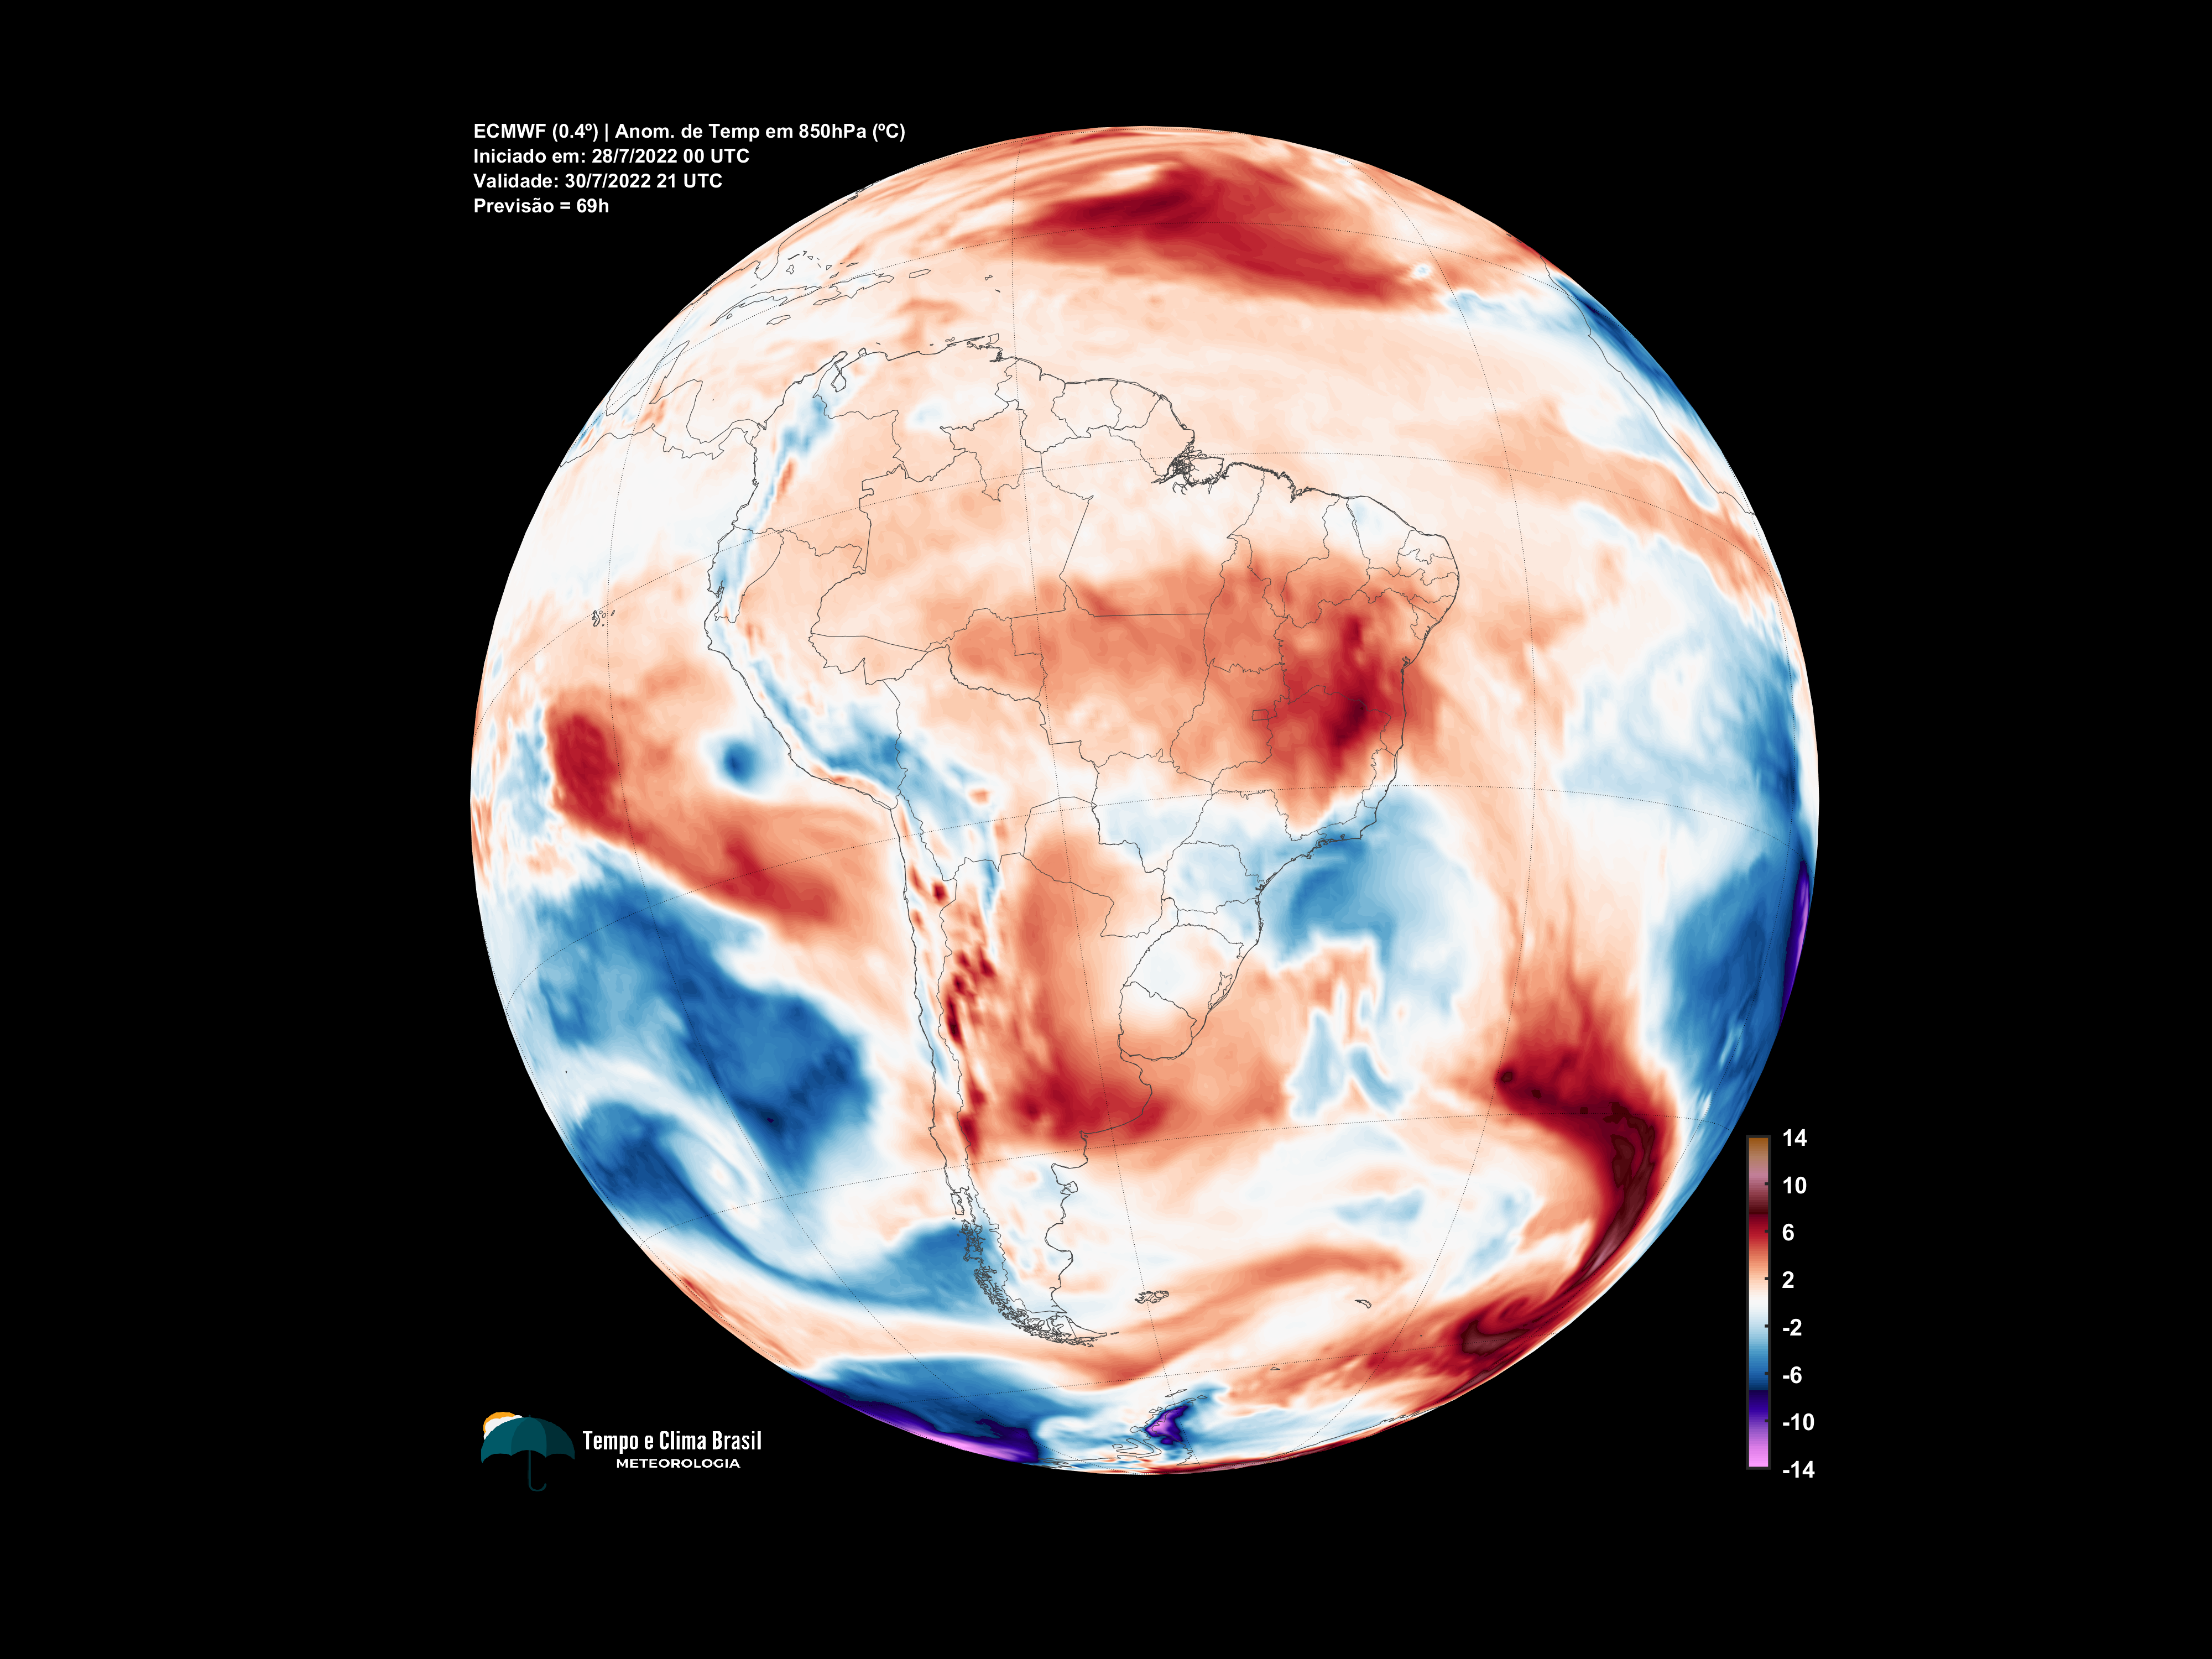 ECMWF (0.4º) | Anom. de Temp em 850hPa (ºC)
Iniciado em: 28/7/2022 00 UTC
Validade: 30/7/2022 21 UTC
Previsão = 69h
14
10
6
2
-2
-6
-10
-14
Tempo e Clima Brasil
METEOROLOGIA